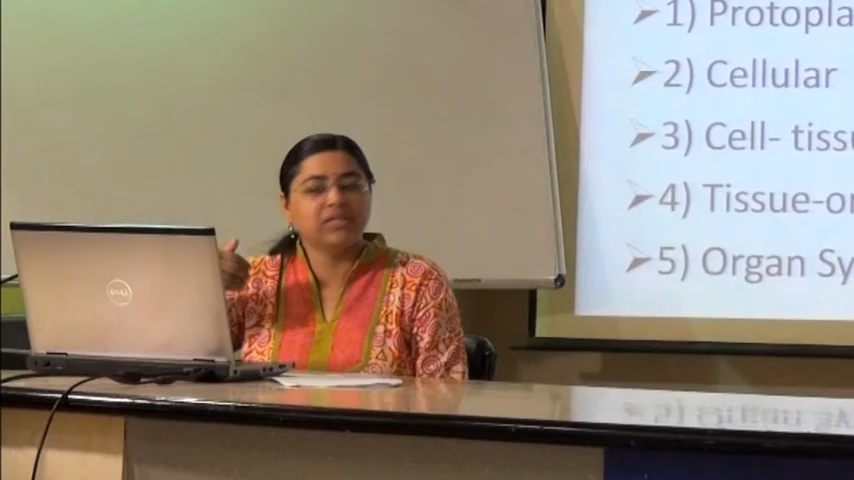 DELL
➢1) Protopla
➢2) Cellular
➢3) Cell- tissu
➢4) Tissue-or
➢5) Organ Sy